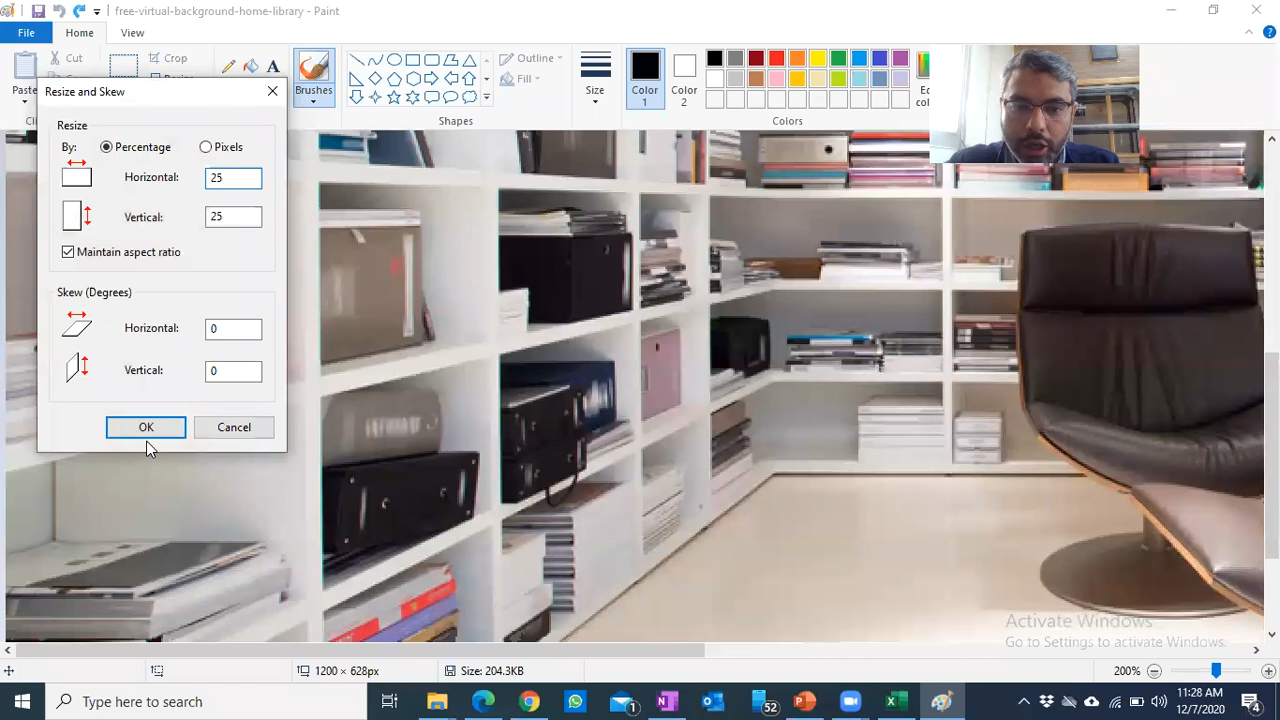 free-virtual-background-home-library - Paint
File
Home
View
Paste
Cut
Crop
Brushes
Outline
Fill
Size
Color 1
Color 2
Shapes
Colors
Resize and Skew
Resize
By:
Percentage
Pixels
Horizontal:
25
Vertical:
25
Maintain aspect ratio
Skew (Degrees)
Horizontal:
0
Vertical:
0
OK
Cancel
Activate Windows
Go to Settings to activate Windows.
1200 × 628px
Size: 204.3KB
200%
Type here to search
1
52
11:28 AM
12/7/2020
4